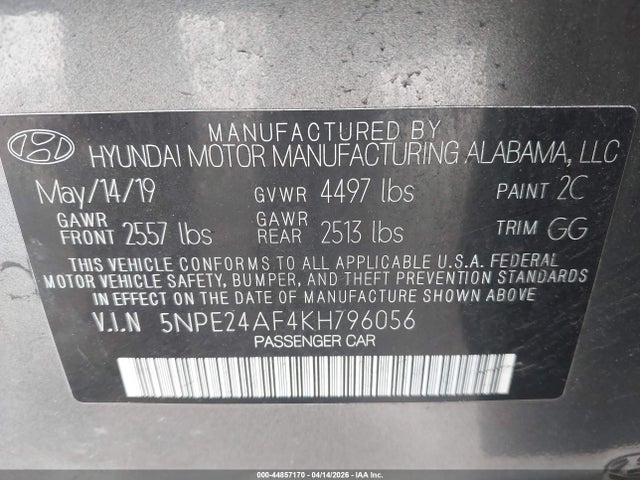 MANUFACTURED BY
HYUNDAI MOTOR MANUFACTURING ALABAMA, LLC
May/14/19 GVWR 4497 lbs PAINT 2C
GAWR FRONT 2557 lbs GAWR REAR 2513 lbs TRIM GG
THIS VEHICLE CONFORMS TO ALL APPLICABLE U.S.A. FEDERAL
MOTOR VEHICLE SAFETY, BUMPER, AND THEFT PREVENTION STANDARDS
IN EFFECT ON THE DATE OF MANUFACTURE SHOWN ABOVE
V.I.N 5NPE24AF4KH796056
PASSENGER CAR
000-44857170 - 04/14/2026 - COPART_PLACEHOLDER